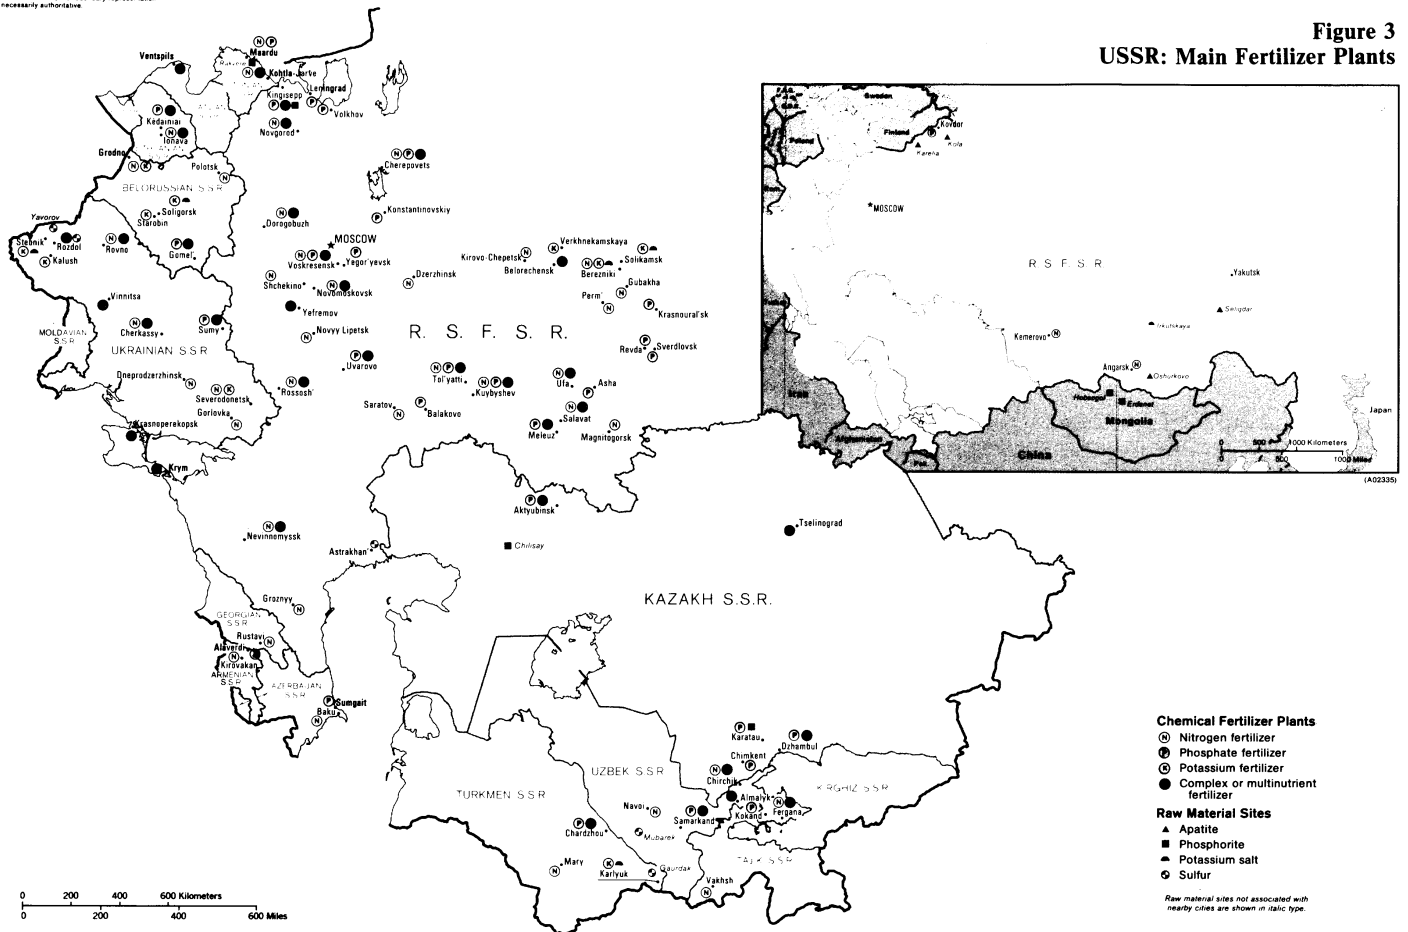 necessarily authoritative.
Figure 3
USSR: Main Fertilizer Plants
Ventspils
Maardu
Rakvere
Kohtla-Jarve
Kingisepp
Leningrad
Volkhov
Kedainiai
Ionava
Novgorod
Grodno
Polotsk
Cherepovets
BELORUSSIAN S.S.R.
Soligorsk
Starobin
Konstantinovskiy
Yavorov
Dorogobuzh
Stebnik
Rozdol
Rovno
Gomel'
Kalush
MOSCOW
Voskresensk
Yegor'yevsk
Kirovo-Chepetsk
Verkhnekamskaya
Belorechensk
Solikamsk
Berezniki
Dzerzhinsk
Shchekino
Novomoskovsk
Gubakha
Perm'
Vinnitsa
Yefremov
Krasnoural'sk
Cherkassy
Sumy
Novyy Lipetsk
R. S. F. S. R.
MOLDAVIAN
S.S.R.
UKRAINIAN S.S.R.
Revda
Sverdlovsk
Uvarovo
Dneprodzerzhinsk
Tol'yatti
Ufa
Asha
Severodonetsk
Rossosh'
Kuybyshev
Saratov
Balakovo
Salavat
Gorlovka
Krasnoperekopsk
Meleuz
Magnitogorsk
Krym
Aktyubinsk
Nevinnomyssk
Tselinograd
Astrakhan'
Chilisay
KAZAKH S.S.R.
Groznyy
GEORGIAN
S.S.R.
Rustavi
Alaverdi
Kirovakan
ARMENIAN
S.S.R.
AZERBAIJAN
S.S.R.
Sumgait
Baku
Karatau
Dzhambul
Chimkent
UZBEK S.S.R.
Chirchik
KIRGHIZ S.S.R.
TURKMEN S.S.R.
Almalyk
Navoi
Samarkand
Kokand
Fergana
Chardzhou
Mubarek
Mary
Karlyuk
Gaurdak
TAJIK S.S.R.
Vakhsh
Sweden
Finland
Poland
Kovdor
Kola
Karelia
MOSCOW
R. S. F. S. R.
Yakutsk
Seligdar
Irkutskaya
Kemerovo
Angarsk
Oshurkovo
Iran
Afghanistan
Pak.
China
Mongolia
Hubsugul
Erdenet
Japan
0 500 1000 Kilometers
0 500 1000 Miles
(A02335)
Chemical Fertilizer Plants
N Nitrogen fertilizer
P Phosphate fertilizer
K Potassium fertilizer
Complex or multinutrient
fertilizer
Raw Material Sites
Apatite
Phosphorite
Potassium salt
Sulfur
Raw material sites not associated with
nearby cities are shown in italic type.
0 200 400 600 Kilometers
0 200 400 600 Miles